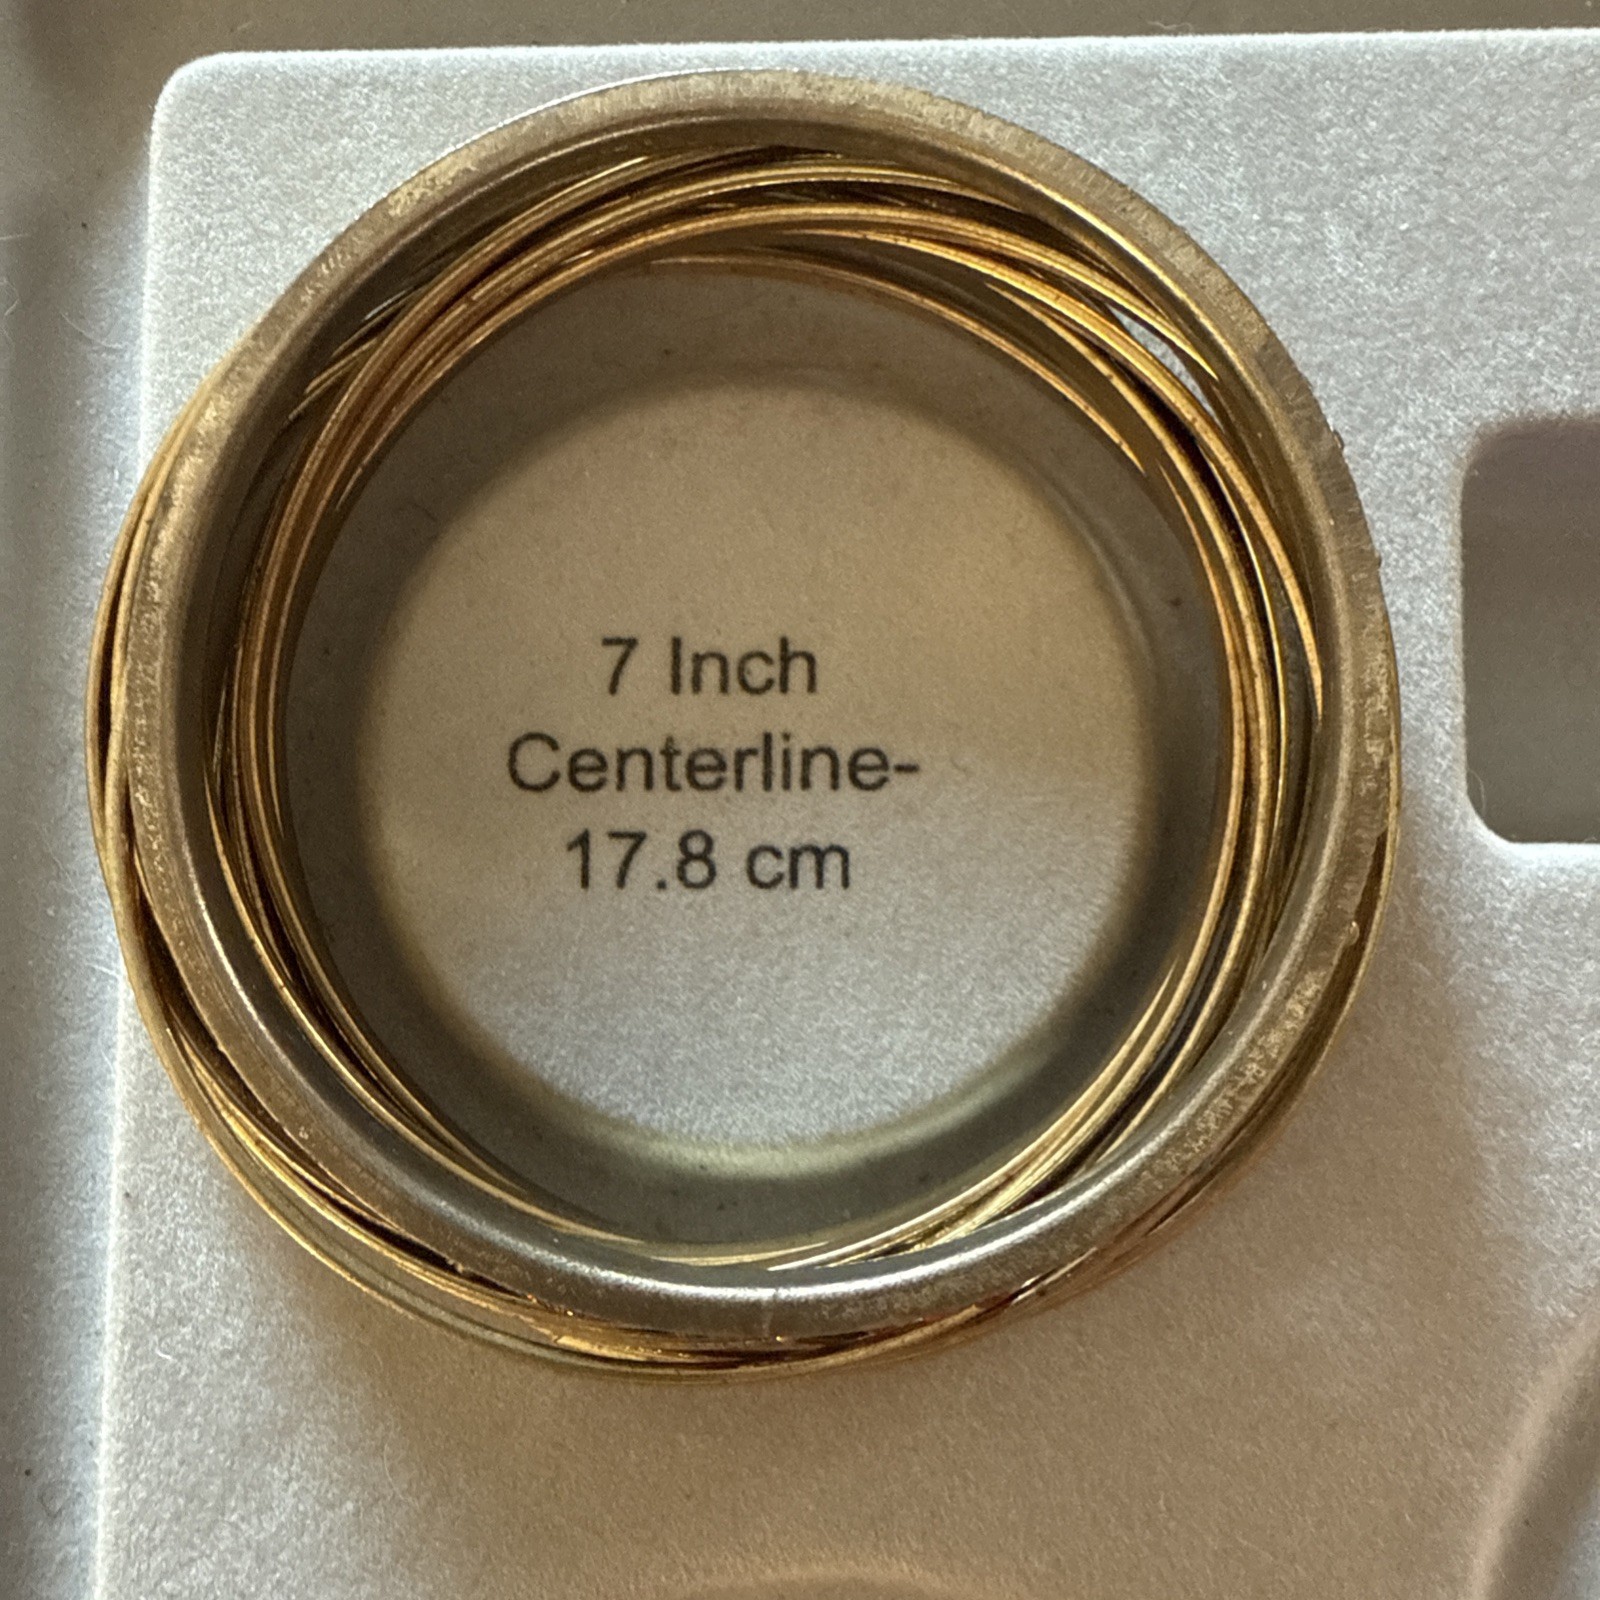 7 Inch
Centerline-
17.8 cm